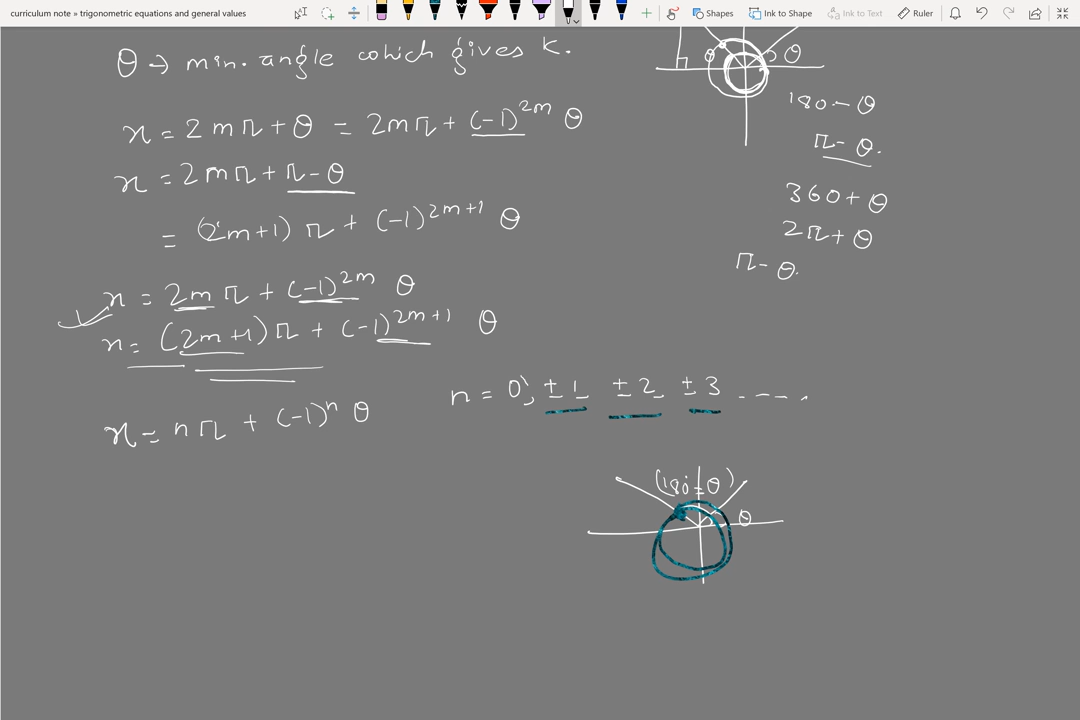 curriculum note » trigonometric equations and general values
Shapes
Ink to Shape
Ink to Text
Ruler
θ → min. angle which gives K.
x = 2mπ + θ = 2mπ + (-1)^2m θ
x = 2mπ + π - θ
= (2m+1) π + (-1)^2m+1 θ
x = 2m π + (-1)^2m θ
x = (2m+1) π + (-1)^2m+1 θ
x = nπ + (-1)^n θ
θ θ
180 - θ
π - θ.
360 + θ
2π + θ
π - θ.
n = 0, ±1 ±2 ±3 - - - - .
(180 - θ)
θ